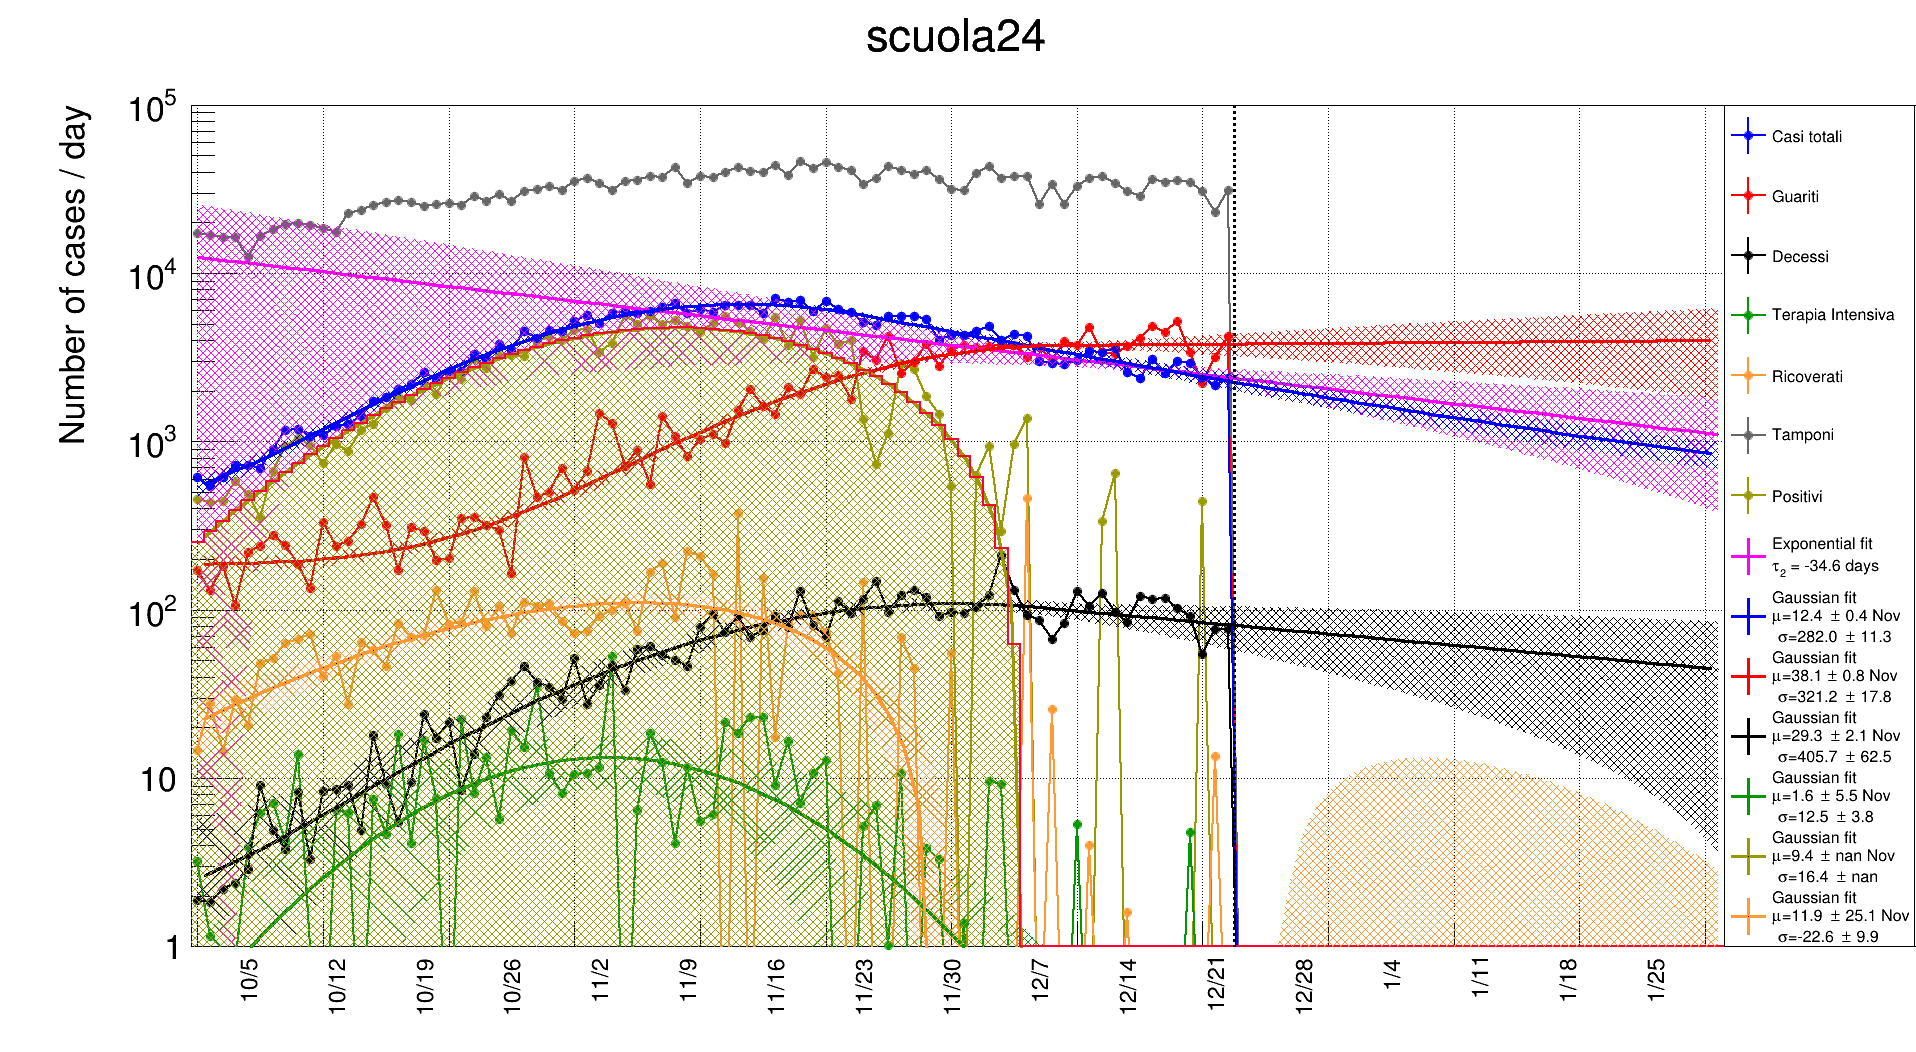 scuola24
Number of cases / day
10^5
10^4
10^3
10^2
10
1
10/5
10/12
10/19
10/26
11/2
11/9
11/16
11/23
11/30
12/7
12/14
12/21
12/28
1/4
1/11
1/18
1/25
Casi totali
Guariti
Decessi
Terapia Intensiva
Ricoverati
Tamponi
Positivi
Exponential fit
τ₂ = -34.6 days
Gaussian fit
μ=12.4 ± 0.4 Nov
σ=282.0 ± 11.3
Gaussian fit
μ=38.1 ± 0.8 Nov
σ=321.2 ± 17.8
Gaussian fit
μ=29.3 ± 2.1 Nov
σ=405.7 ± 62.5
Gaussian fit
μ=1.6 ± 5.5 Nov
σ=12.5 ± 3.8
Gaussian fit
μ=9.4 ± nan Nov
σ=16.4 ± nan
Gaussian fit
μ=11.9 ± 25.1 Nov
σ=-22.6 ± 9.9